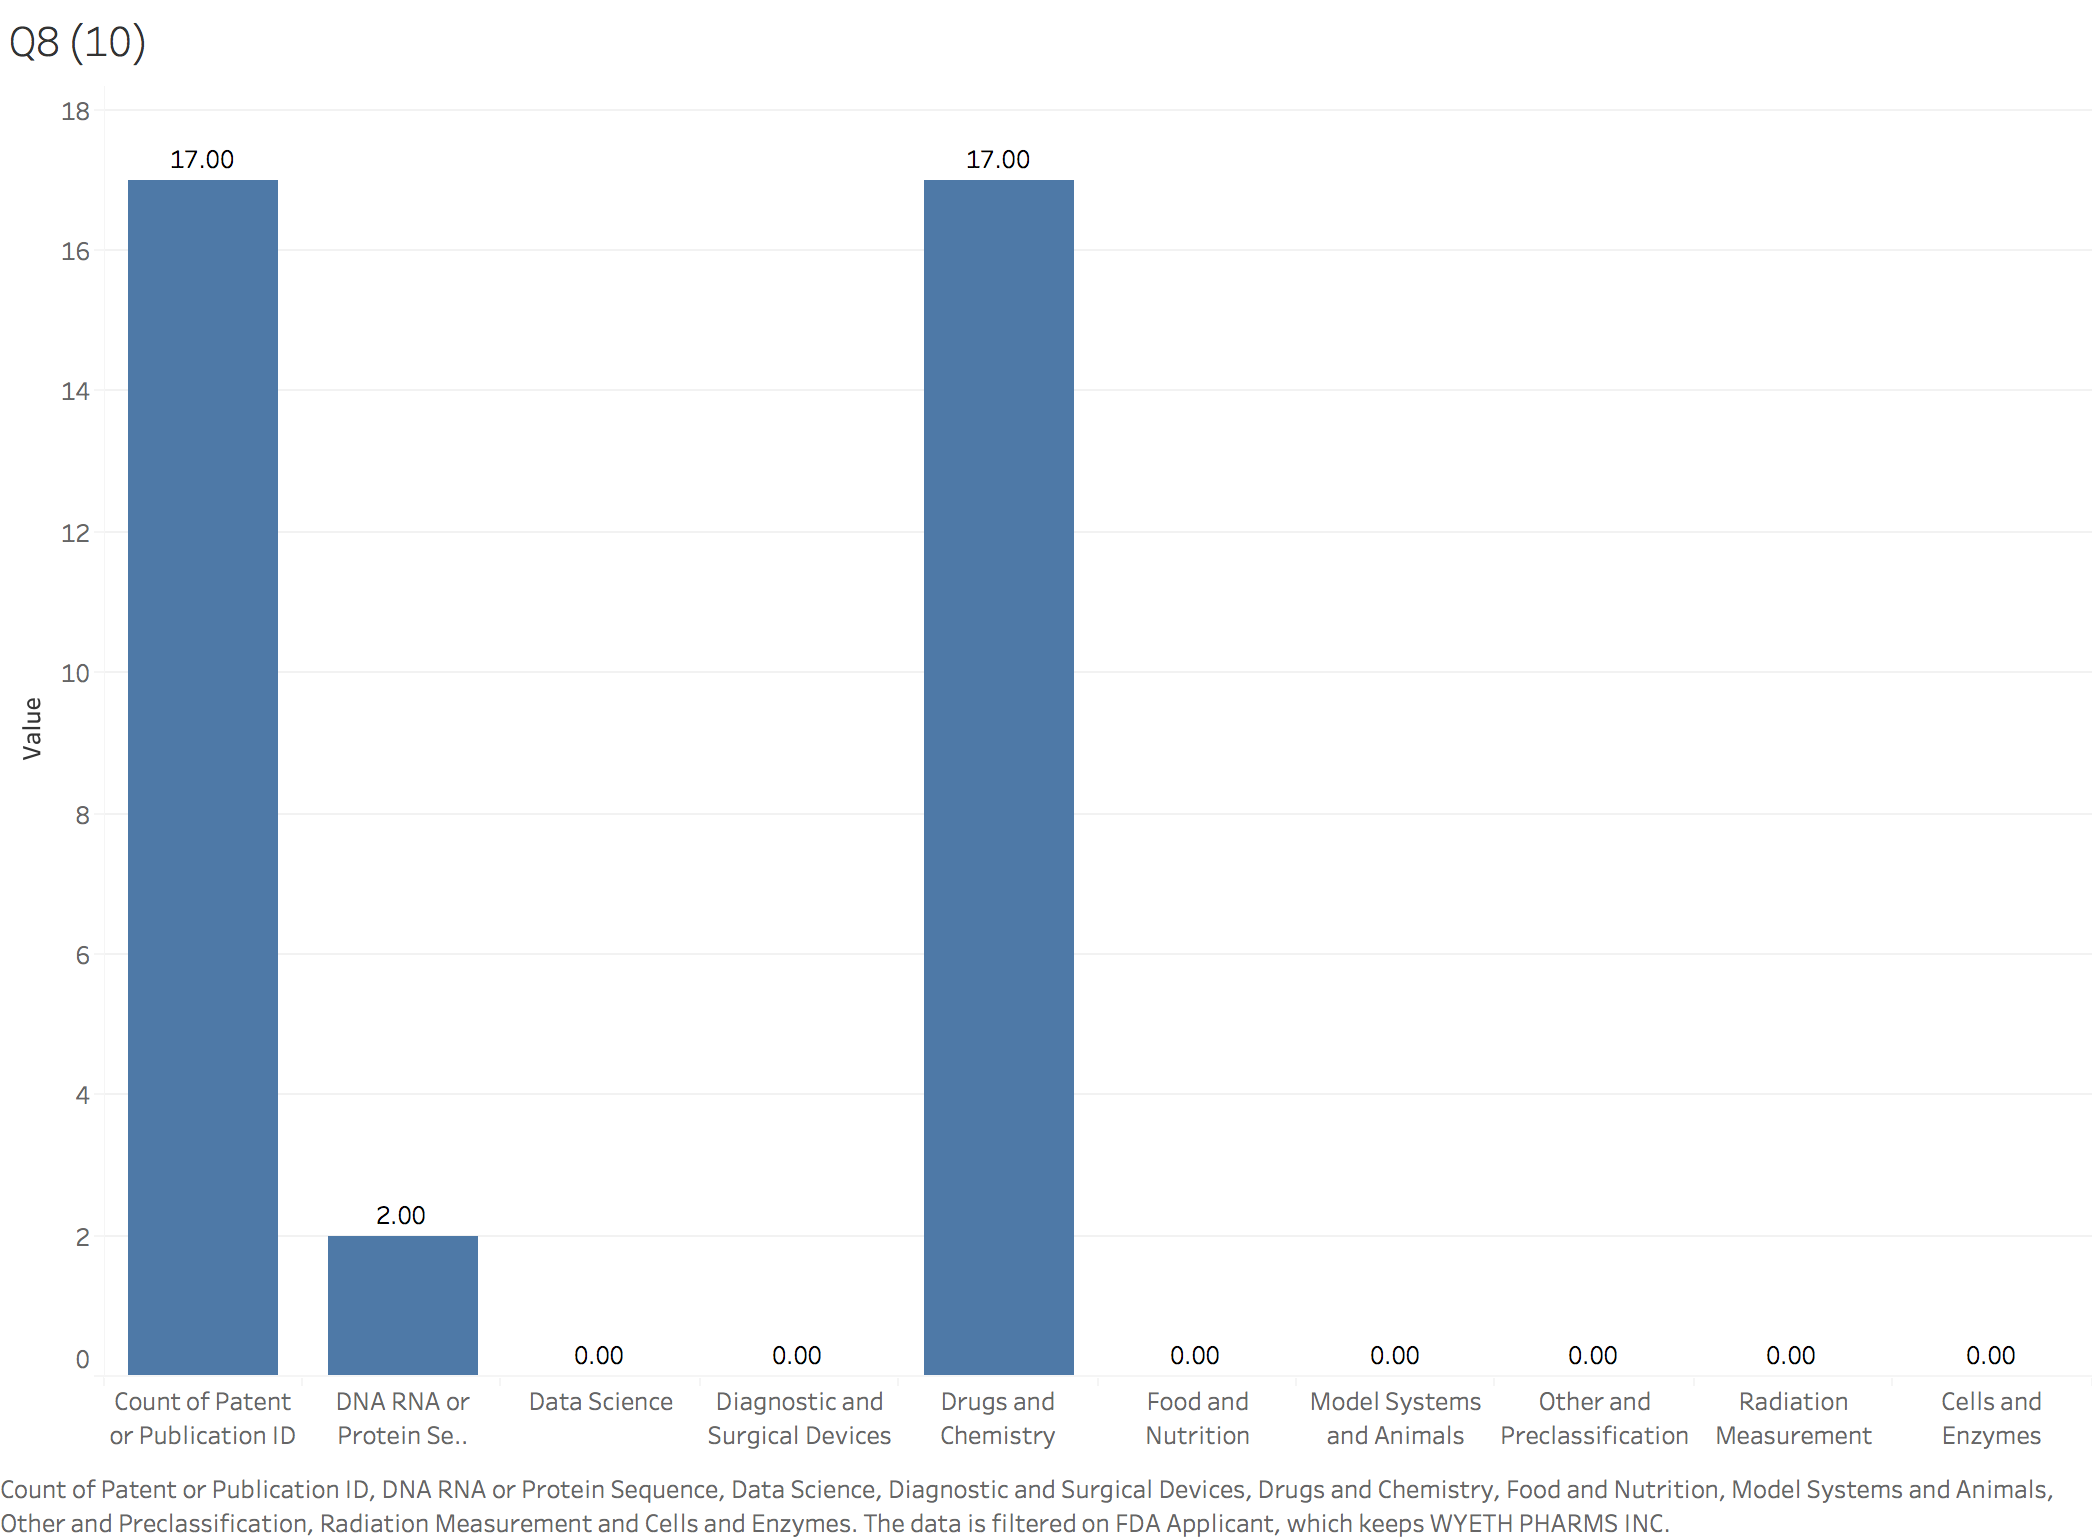 Q8 (10)
18
17.00
17.00
16
14
12
10
Value
8
6
4
2.00
2
0.00
0.00
0.00
0.00
0.00
0.00
0.00
0
Count of Patent
or Publication ID
DNA RNA or
Protein Se..
Data Science
Diagnostic and
Surgical Devices
Drugs and
Chemistry
Food and
Nutrition
Model Systems
and Animals
Other and
Preclassification
Radiation
Measurement
Cells and
Enzymes
Count of Patent or Publication ID, DNA RNA or Protein Sequence, Data Science, Diagnostic and Surgical Devices, Drugs and Chemistry, Food and Nutrition, Model Systems and Animals,
Other and Preclassification, Radiation Measurement and Cells and Enzymes. The data is filtered on FDA Applicant, which keeps WYETH PHARMS INC.